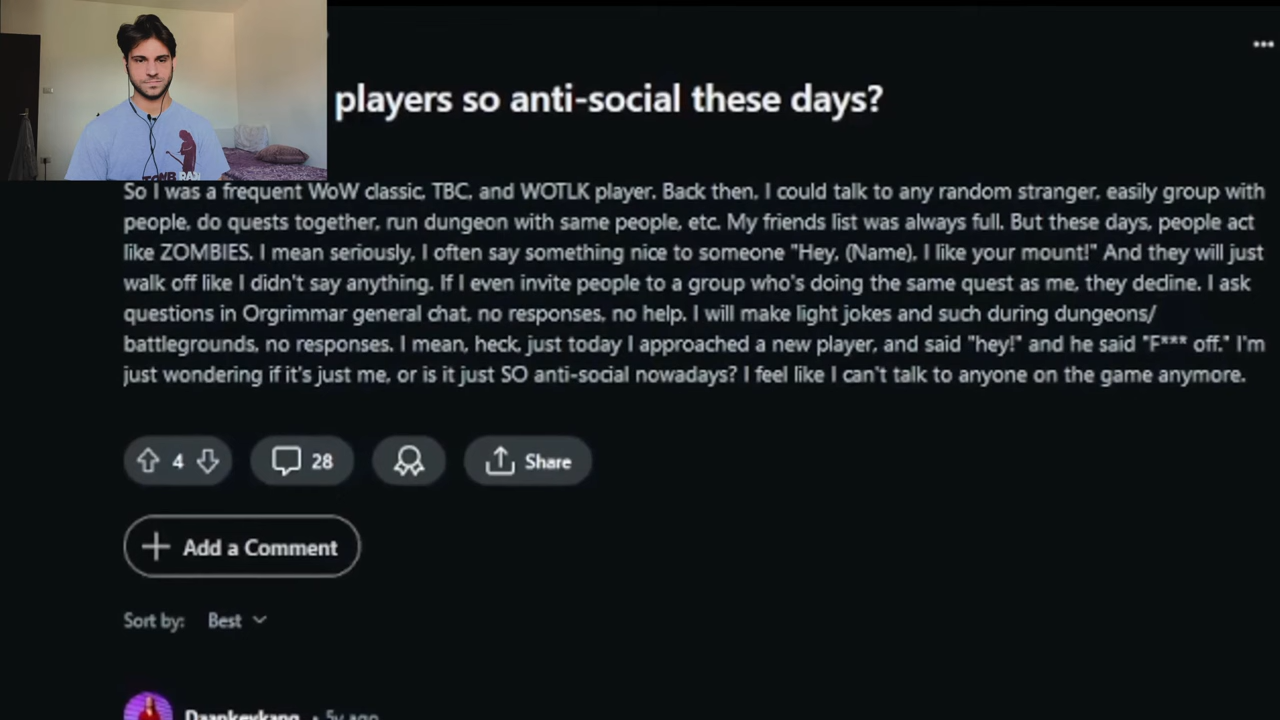 players so anti-social these days?
So I was a frequent WoW classic, TBC, and WOTLK player. Back then, I could talk to any random stranger, easily group with
people, do quests together, run dungeon with same people, etc. My friends list was always full. But these days, people act
like ZOMBIES. I mean seriously, I often say something nice to someone "Hey, (Name), I like your mount!" And they will just
walk off like I didn't say anything. If I even invite people to a group who's doing the same quest as me, they decline. I ask
questions in Orgrimmar general chat, no responses, no help. I will make light jokes and such during dungeons/
battlegrounds, no responses. I mean, heck, just today I approached a new player, and said "hey!" and he said "F*** off." I'm
just wondering if it's just me, or is it just SO anti-social nowadays? I feel like I can't talk to anyone on the game anymore.
4
28
Share
Add a Comment
Sort by: Best
TOMB RAI
5y ago